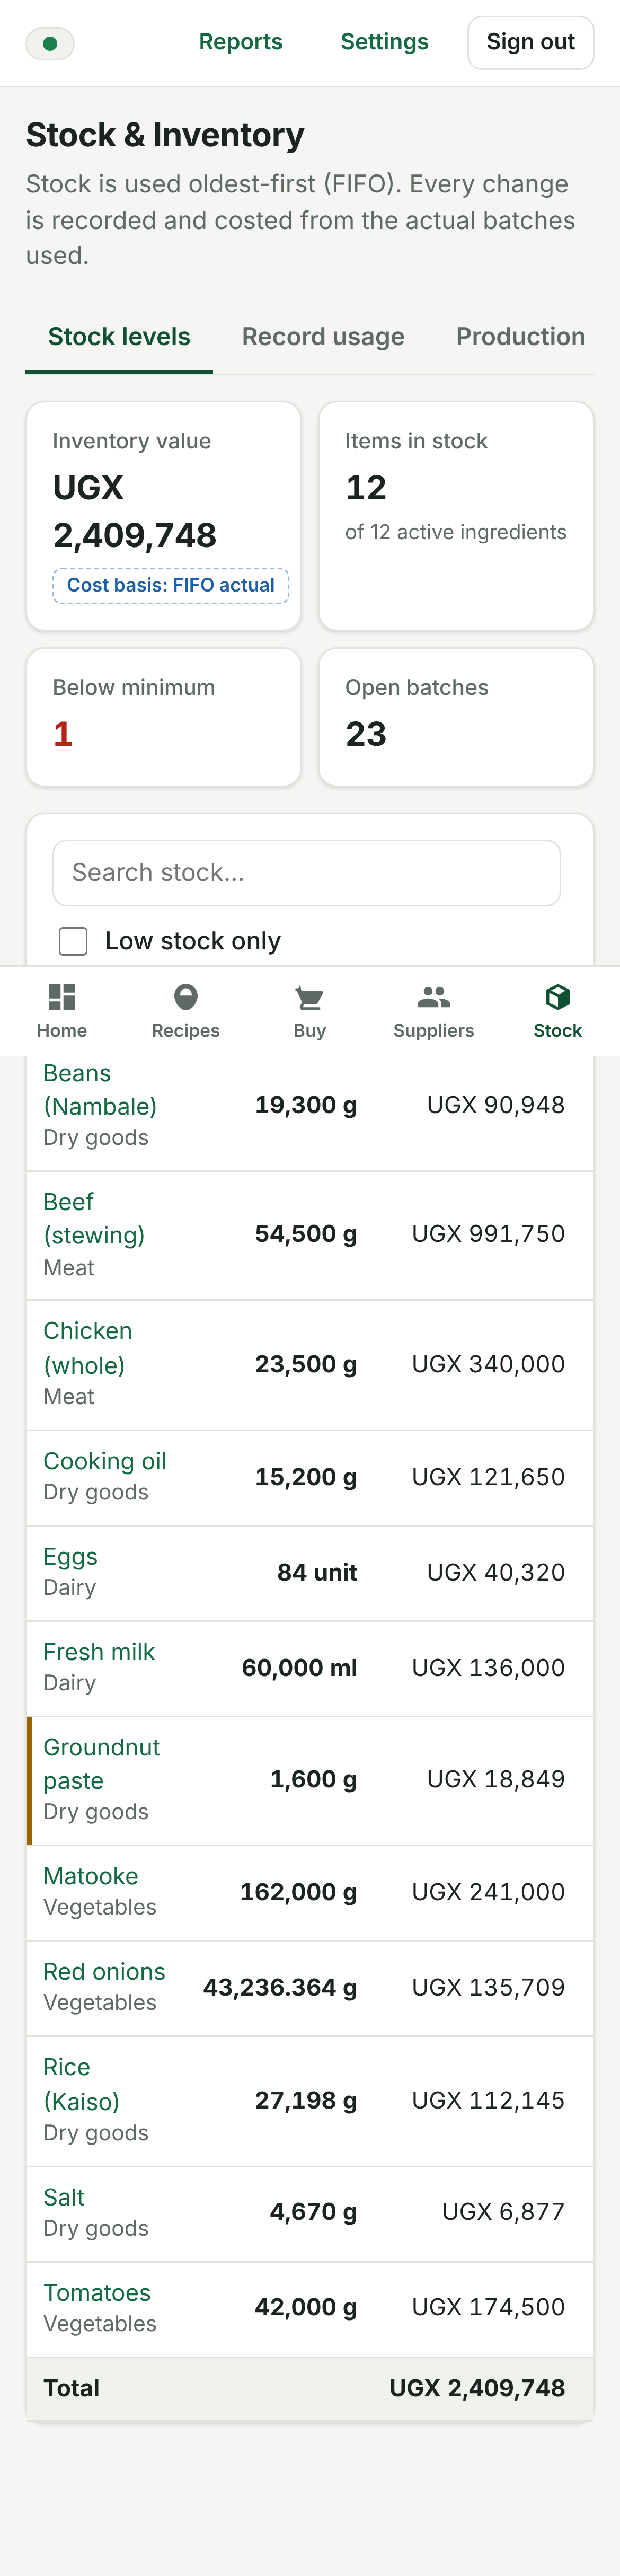 Reports Settings Sign out
Stock & Inventory
Stock is used oldest-first (FIFO). Every change
is recorded and costed from the actual batches
used.
Stock levels Record usage Production
Inventory value
UGX
2,409,748
Cost basis: FIFO actual
Items in stock
12
of 12 active ingredients
Below minimum
1
Open batches
23
Search stock...
Low stock only
Home Recipes Buy Suppliers Stock
Beans
(Nambale)
Dry goods
19,300 g
UGX 90,948
Beef
(stewing)
Meat
54,500 g
UGX 991,750
Chicken
(whole)
Meat
23,500 g
UGX 340,000
Cooking oil
Dry goods
15,200 g
UGX 121,650
Eggs
Dairy
84 unit
UGX 40,320
Fresh milk
Dairy
60,000 ml
UGX 136,000
Groundnut
paste
Dry goods
1,600 g
UGX 18,849
Matooke
Vegetables
162,000 g
UGX 241,000
Red onions
Vegetables
43,236.364 g
UGX 135,709
Rice
(Kaiso)
Dry goods
27,198 g
UGX 112,145
Salt
Dry goods
4,670 g
UGX 6,877
Tomatoes
Vegetables
42,000 g
UGX 174,500
Total UGX 2,409,748